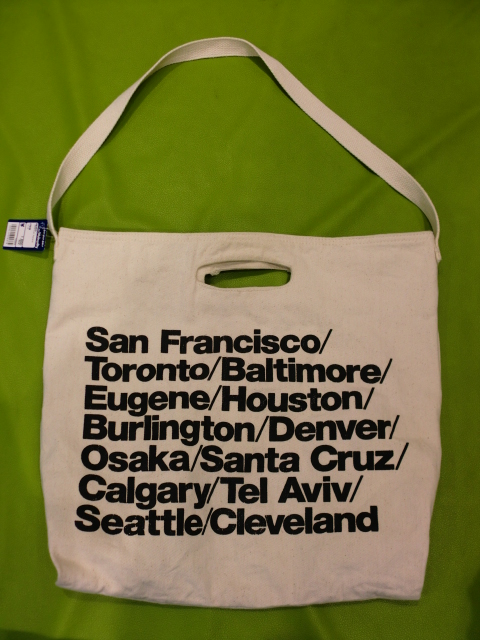 San Francisco/
Toronto/Baltimore/
Eugene/Houston/
Burlington/Denver/
Osaka/Santa Cruz/
Calgary/Tel Aviv/
Seattle/Cleveland